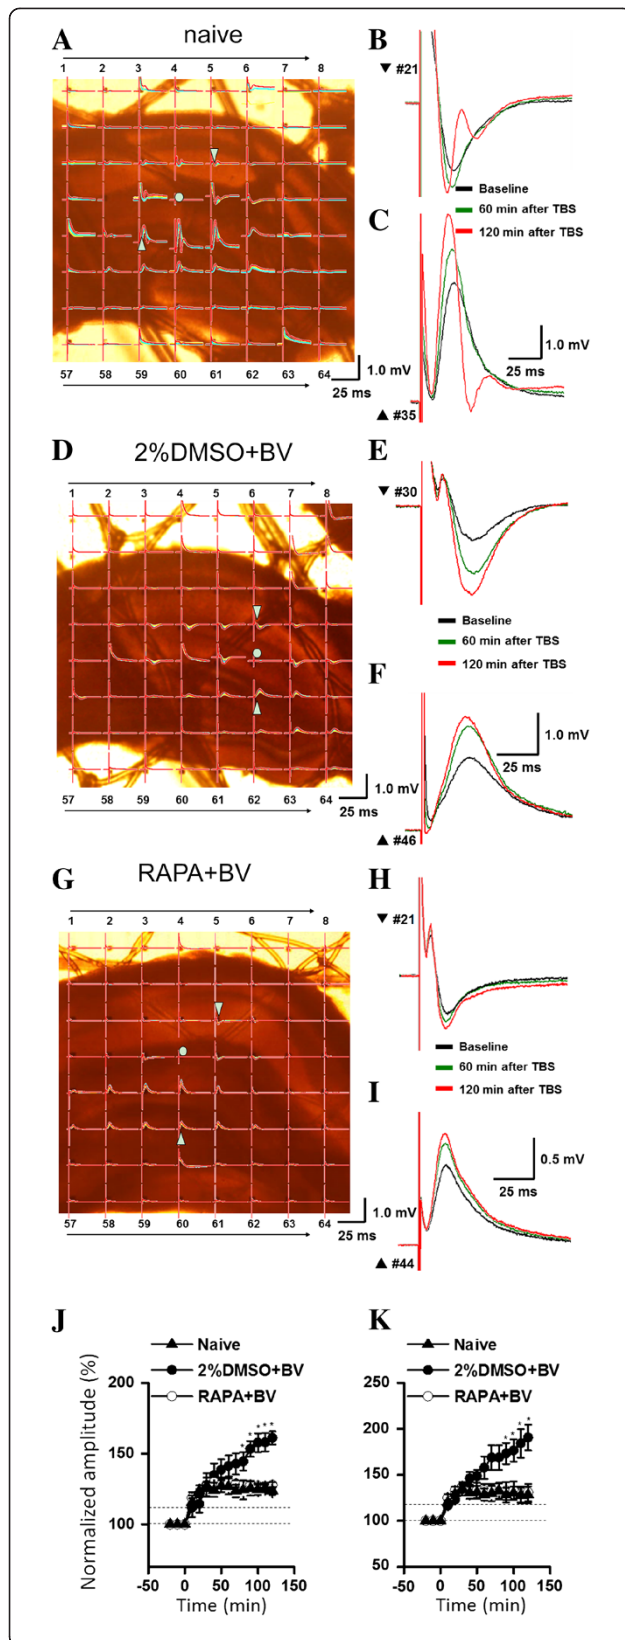 A
naive
1 2 3 4 5 6 7 8
57 58 59 60 61 62 63 64
1.0 mV
25 ms
B
▼ #21
Baseline
60 min after TBS
120 min after TBS
C
1.0 mV
25 ms
▲ #35
D
2%DMSO+BV
1 2 3 4 5 6 7 8
57 58 59 60 61 62 63 64
1.0 mV
25 ms
E
▼ #30
Baseline
60 min after TBS
120 min after TBS
F
1.0 mV
25 ms
▲ #46
G
RAPA+BV
1 2 3 4 5 6 7 8
57 58 59 60 61 62 63 64
1.0 mV
25 ms
H
▼ #21
Baseline
60 min after TBS
120 min after TBS
I
0.5 mV
25 ms
▲ #44
J
Naive
2%DMSO+BV
RAPA+BV
Normalized amplitude (%)
200
150
100
-50 0 50 100 150
Time (min)
* * * * *
K
Naive
2%DMSO+BV
RAPA+BV
250
200
150
100
50
-50 0 50 100 150
Time (min)
* * * *